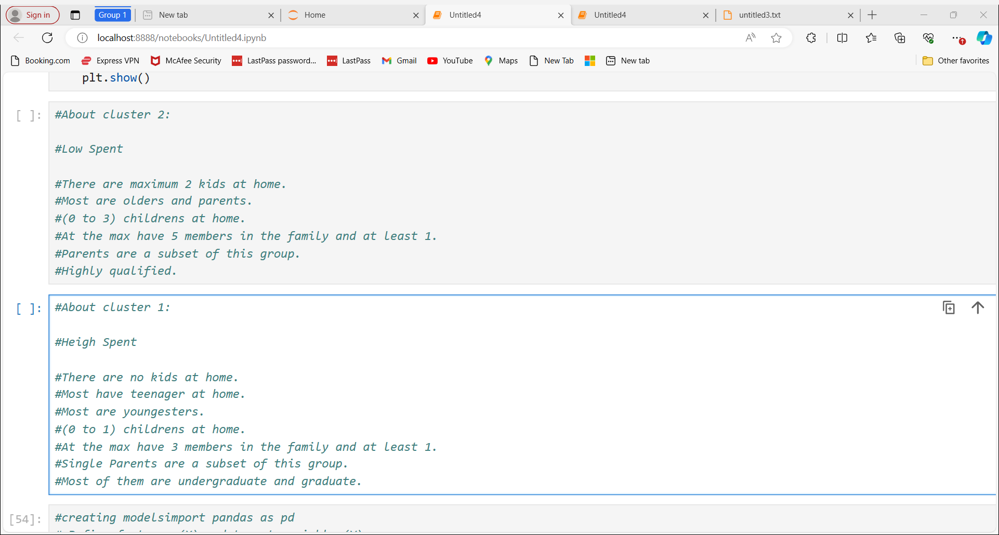 Sign in
Group 1
New tab
Home
Untitled4
Untitled4
untitled3.txt
localhost:8888/notebooks/Untitled4.ipynb
Booking.com
Express VPN
McAfee Security
LastPass password...
LastPass
Gmail
YouTube
Maps
New Tab
New tab
Other favorites
plt.show()
[ ]:
#About cluster 2:
#Low Spent
#There are maximum 2 kids at home.
#Most are olders and parents.
#(0 to 3) childrens at home.
#At the max have 5 members in the family and at least 1.
#Parents are a subset of this group.
#Highly qualified.
[ ]:
#About cluster 1:
#Heigh Spent
#There are no kids at home.
#Most have teenager at home.
#Most are youngesters.
#(0 to 1) childrens at home.
#At the max have 3 members in the family and at least 1.
#Single Parents are a subset of this group.
#Most of them are undergraduate and graduate.
[54]:
#creating modelsimport pandas as pd